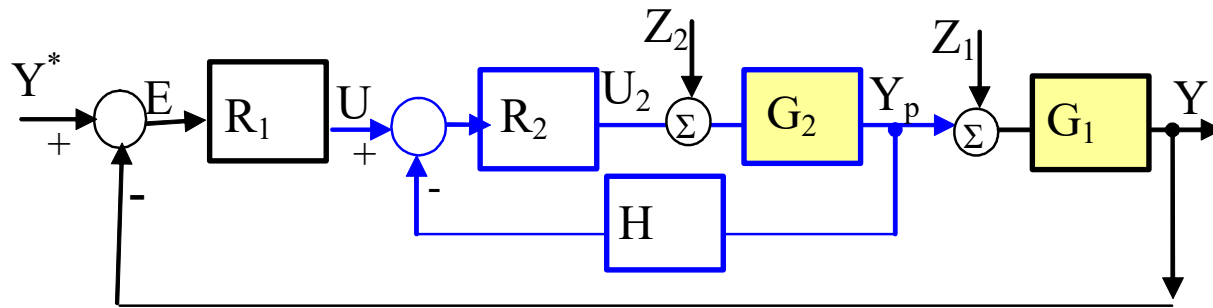 Y*
+
-
E
R₁
U
+
-
R₂
U₂
Z₂
Σ
G₂
Yₚ
H
Z₁
Σ
G₁
Y